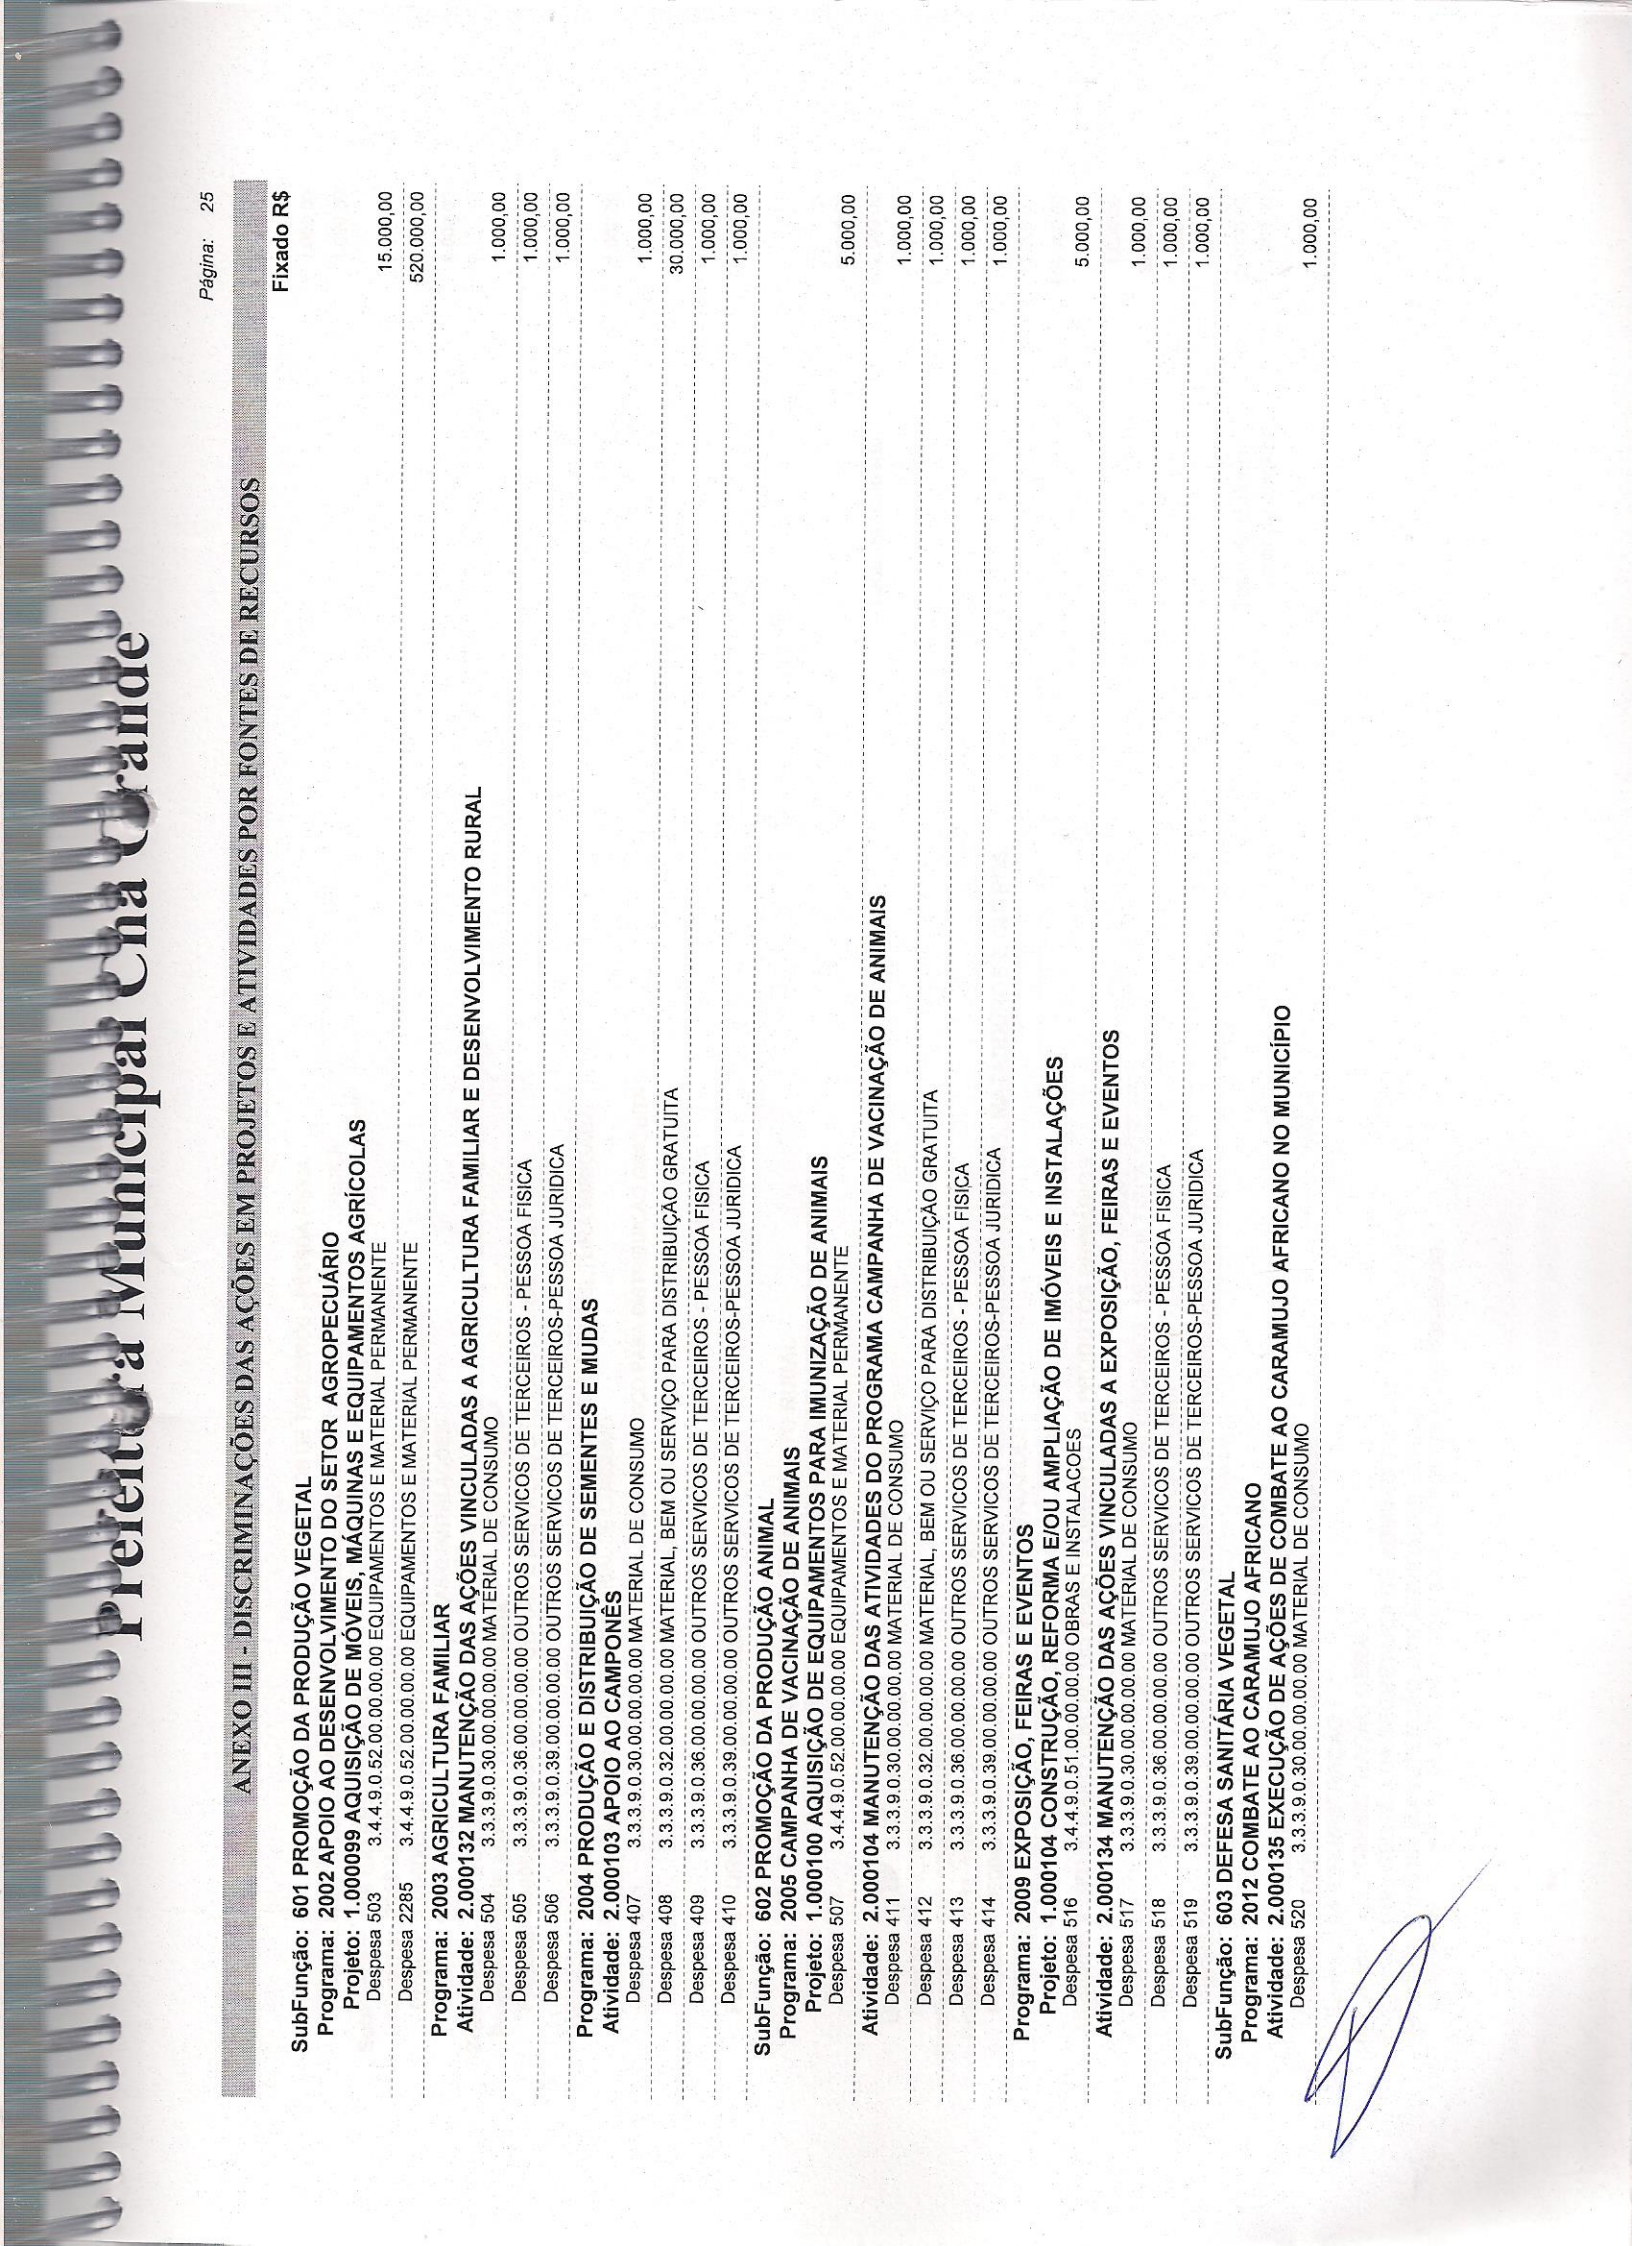 Prefeitura Municipal Chã Grande
Página: 25
ANEXO III - DISCRIMINAÇÕES DAS AÇÕES EM PROJETOS E ATIVIDADES POR FONTES DE RECURSOS
Fixado R$
SubFunção: 601 PROMOÇÃO DA PRODUÇÃO VEGETAL
Programa: 2002 APOIO AO DESENVOLVIMENTO DO SETOR AGROPECUÁRIO
Projeto: 1.000099 AQUISIÇÃO DE MÓVEIS, MÁQUINAS E EQUIPAMENTOS AGRÍCOLAS
Despesa 503 3.4.4.9.0.52.00.00.00.00 EQUIPAMENTOS E MATERIAL PERMANENTE 15.000,00
Despesa 2285 3.4.4.9.0.52.00.00.00.00 EQUIPAMENTOS E MATERIAL PERMANENTE 520.000,00
Programa: 2003 AGRICULTURA FAMILIAR
Atividade: 2.000132 MANUTENÇÃO DAS AÇÕES VINCULADAS A AGRICULTURA FAMILIAR E DESENVOLVIMENTO RURAL
Despesa 504 3.3.3.9.0.30.00.00.00.00 MATERIAL DE CONSUMO 1.000,00
Despesa 505 3.3.3.9.0.36.00.00.00.00 OUTROS SERVICOS DE TERCEIROS - PESSOA FISICA 1.000,00
Despesa 506 3.3.3.9.0.39.00.00.00.00 OUTROS SERVICOS DE TERCEIROS-PESSOA JURIDICA 1.000,00
Programa: 2004 PRODUÇÃO E DISTRIBUIÇÃO DE SEMENTES E MUDAS
Atividade: 2.000103 APOIO AO CAMPONÊS
Despesa 407 3.3.3.9.0.30.00.00.00.00 MATERIAL DE CONSUMO 1.000,00
Despesa 408 3.3.3.9.0.32.00.00.00.00 MATERIAL, BEM OU SERVIÇO PARA DISTRIBUIÇÃO GRATUITA 30.000,00
Despesa 409 3.3.3.9.0.36.00.00.00.00 OUTROS SERVICOS DE TERCEIROS - PESSOA FISICA 1.000,00
Despesa 410 3.3.3.9.0.39.00.00.00.00 OUTROS SERVICOS DE TERCEIROS-PESSOA JURIDICA 1.000,00
SubFunção: 602 PROMOÇÃO DA PRODUÇÃO ANIMAL
Programa: 2005 CAMPANHA DE VACINAÇÃO DE ANIMAIS
Projeto: 1.000100 AQUISIÇÃO DE EQUIPAMENTOS PARA IMUNIZAÇÃO DE ANIMAIS
Despesa 507 3.4.4.9.0.52.00.00.00.00 EQUIPAMENTOS E MATERIAL PERMANENTE 5.000,00
Atividade: 2.000104 MANUTENÇÃO DAS ATIVIDADES DO PROGRAMA CAMPANHA DE VACINAÇÃO DE ANIMAIS
Despesa 411 3.3.3.9.0.30.00.00.00.00 MATERIAL DE CONSUMO 1.000,00
Despesa 412 3.3.3.9.0.32.00.00.00.00 MATERIAL, BEM OU SERVIÇO PARA DISTRIBUIÇÃO GRATUITA 1.000,00
Despesa 413 3.3.3.9.0.36.00.00.00.00 OUTROS SERVICOS DE TERCEIROS - PESSOA FISICA 1.000,00
Despesa 414 3.3.3.9.0.39.00.00.00.00 OUTROS SERVICOS DE TERCEIROS-PESSOA JURIDICA 1.000,00
Programa: 2009 EXPOSIÇÃO, FEIRAS E EVENTOS
Projeto: 1.000104 CONSTRUÇÃO, REFORMA E/OU AMPLIAÇÃO DE IMÓVEIS E INSTALAÇÕES
Despesa 516 3.4.4.9.0.51.00.00.00.00 OBRAS E INSTALACOES 5.000,00
Atividade: 2.000134 MANUTENÇÃO DAS AÇÕES VINCULADAS A EXPOSIÇÃO, FEIRAS E EVENTOS
Despesa 517 3.3.3.9.0.30.00.00.00.00 MATERIAL DE CONSUMO 1.000,00
Despesa 518 3.3.3.9.0.36.00.00.00.00 OUTROS SERVICOS DE TERCEIROS - PESSOA FISICA 1.000,00
Despesa 519 3.3.3.9.0.39.00.00.00.00 OUTROS SERVICOS DE TERCEIROS-PESSOA JURIDICA 1.000,00
SubFunção: 603 DEFESA SANITÁRIA VEGETAL
Programa: 2012 COMBATE AO CARAMUJO AFRICANO
Atividade: 2.000135 EXECUÇÃO DE AÇÕES DE COMBATE AO CARAMUJO AFRICANO NO MUNICÍPIO
Despesa 520 3.3.3.9.0.30.00.00.00.00 MATERIAL DE CONSUMO 1.000,00